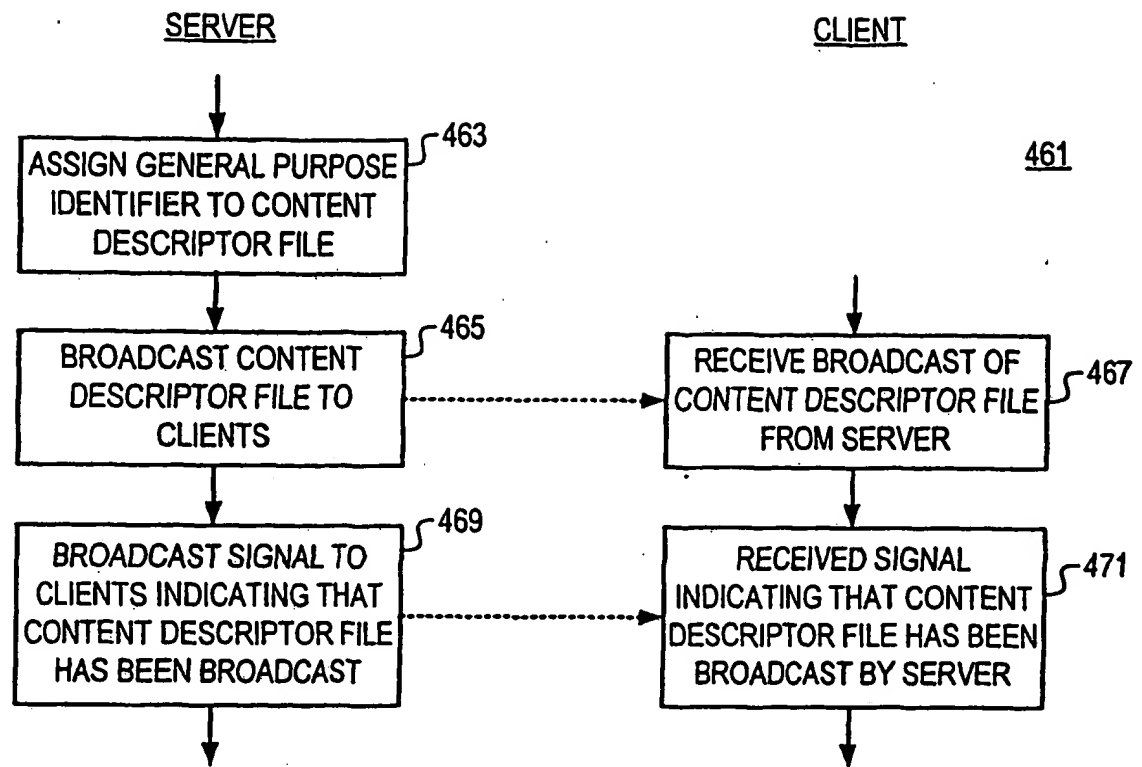 SERVER
CLIENT
461
463
ASSIGN GENERAL PURPOSE
IDENTIFIER TO CONTENT
DESCRIPTOR FILE
465
BROADCAST CONTENT
DESCRIPTOR FILE TO
CLIENTS
467
RECEIVE BROADCAST OF
CONTENT DESCRIPTOR FILE
FROM SERVER
469
BROADCAST SIGNAL TO
CLIENTS INDICATING THAT
CONTENT DESCRIPTOR FILE
HAS BEEN BROADCAST
471
RECEIVED SIGNAL
INDICATING THAT CONTENT
DESCRIPTOR FILE HAS BEEN
BROADCAST BY SERVER